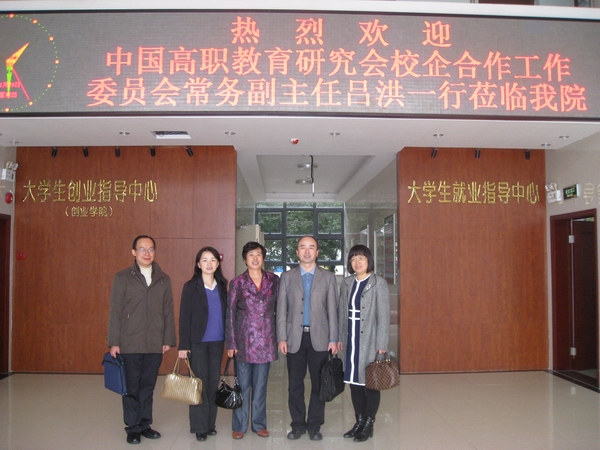 热烈欢迎
中国高职教育研究会校企合作工作
委员会常务副主任吕洪一行莅临我院
大学生创业指导中心
（创业学院）
大学生就业指导中心